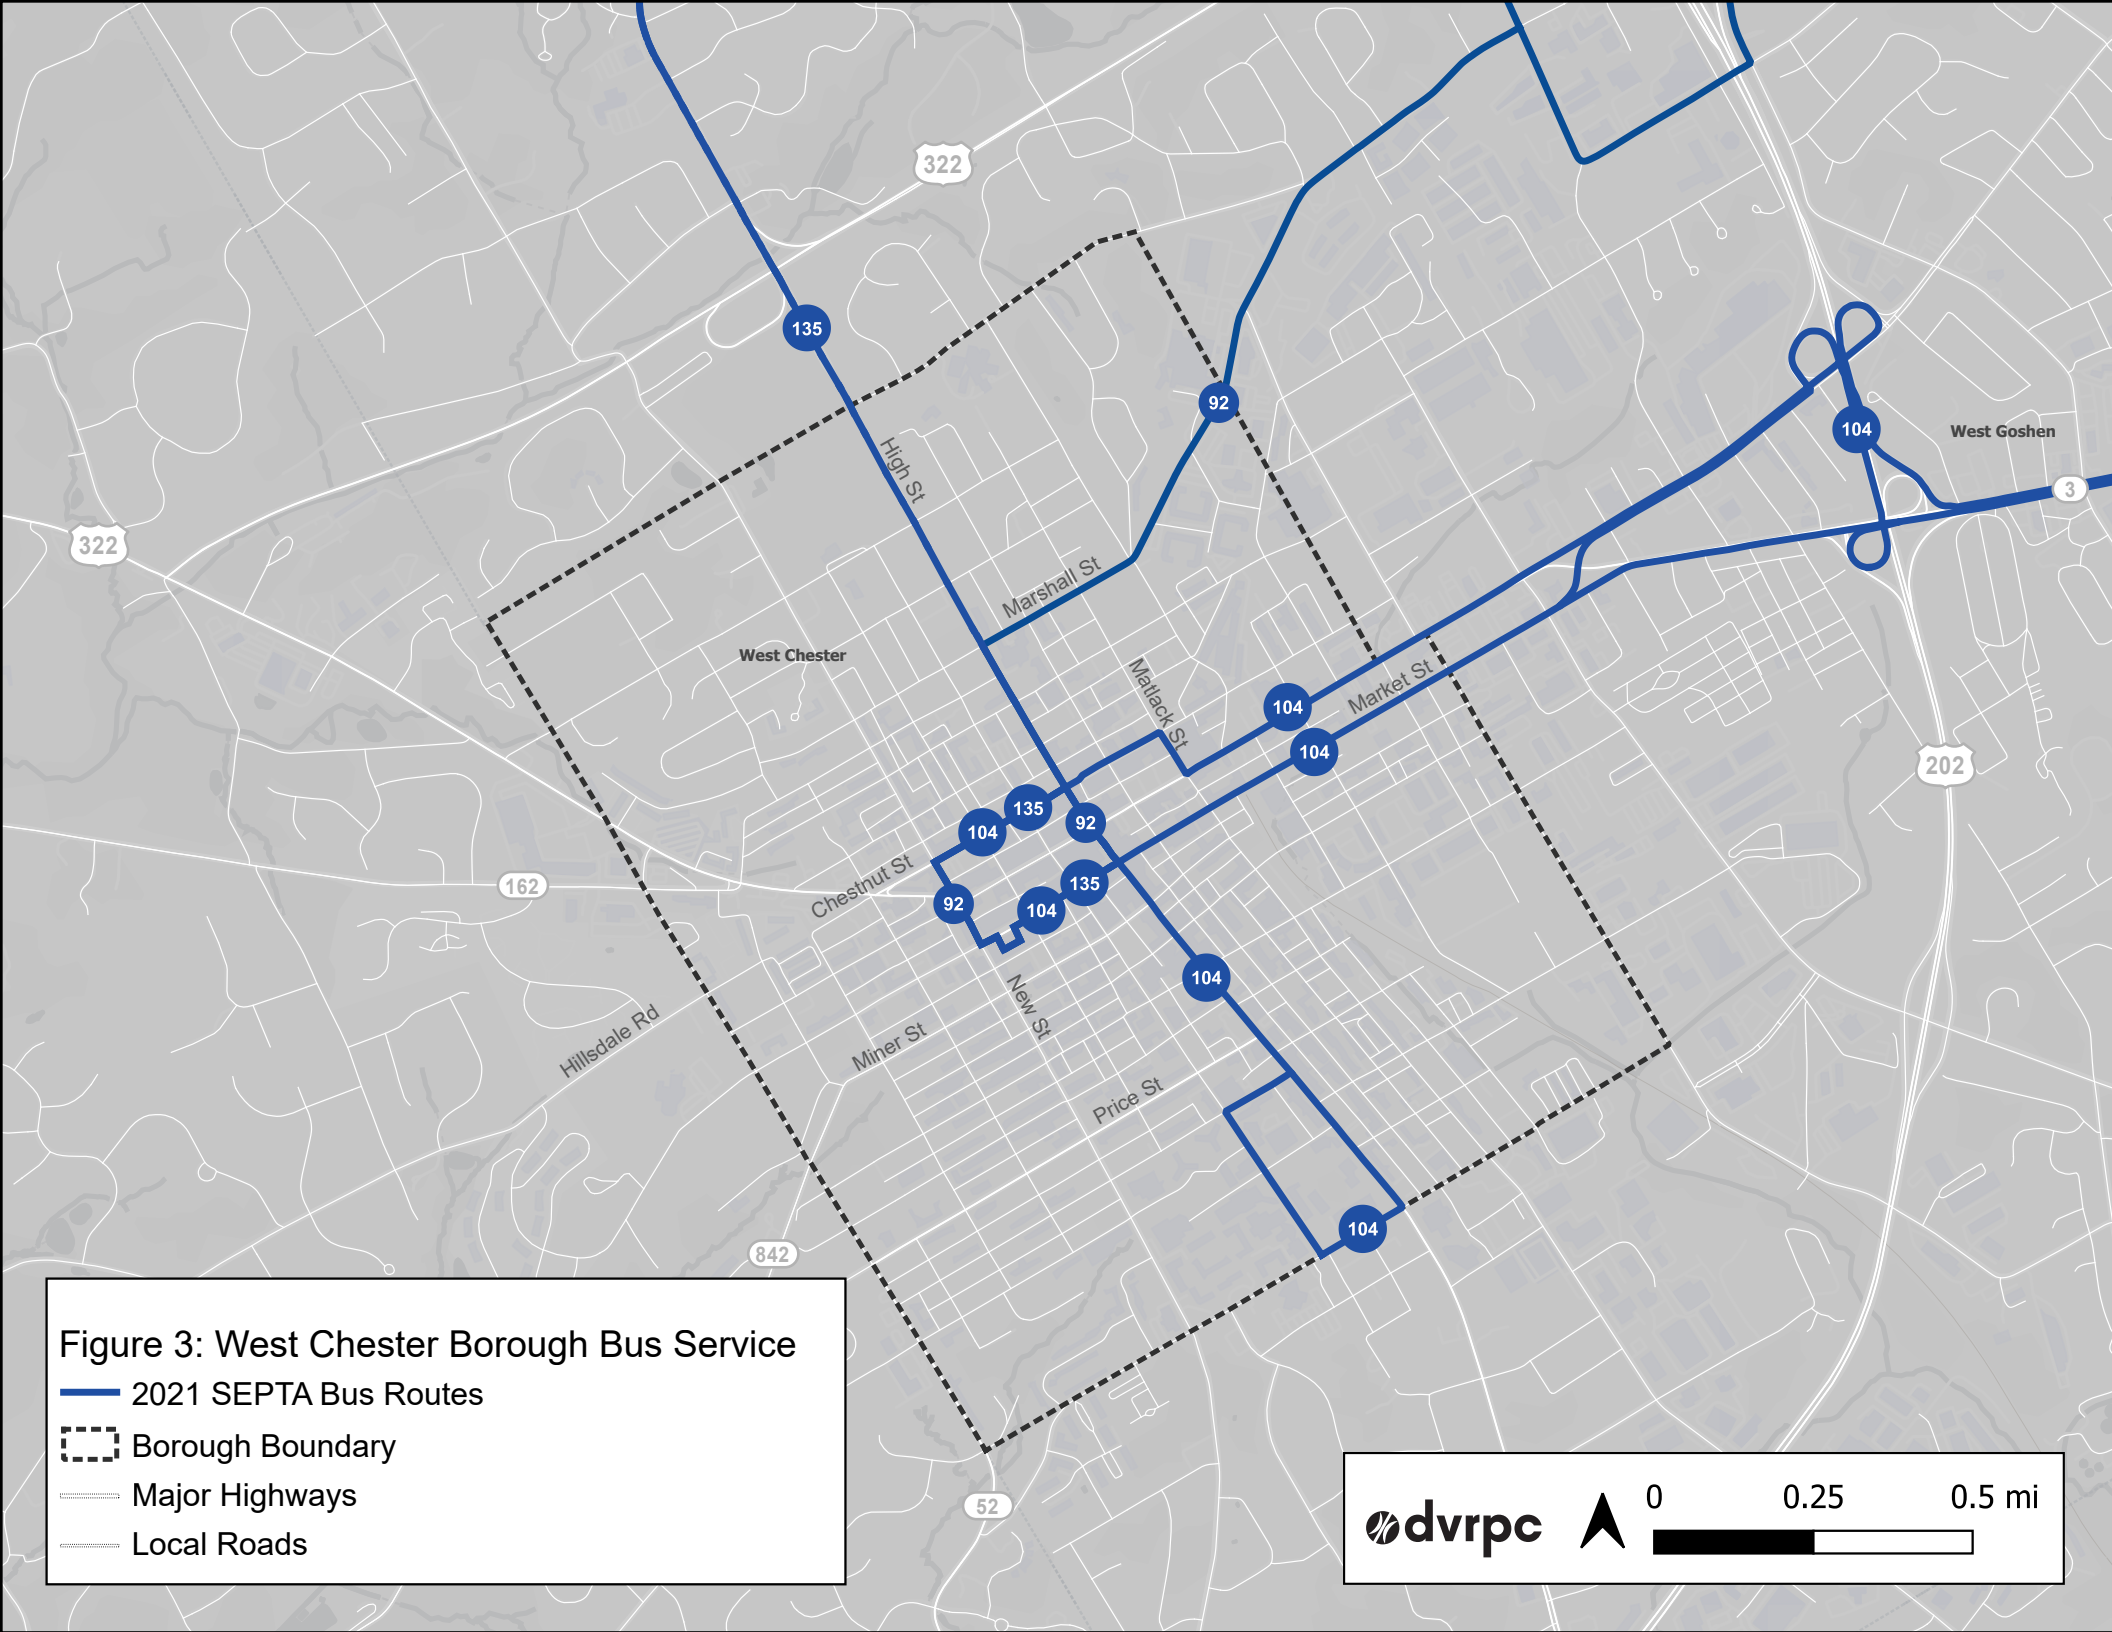 322
135
92
High St
104
West Goshen
3
322
Marshall St
West Chester
Matlack St
Market St
104
104
202
135
104
92
135
Chestnut St
162
92
104
104
New St
Hillsdale Rd
Miner St
Price St
104
842
52
Figure 3: West Chester Borough Bus Service
2021 SEPTA Bus Routes
Borough Boundary
Major Highways
Local Roads
dvrpc
0 0.25 0.5 mi